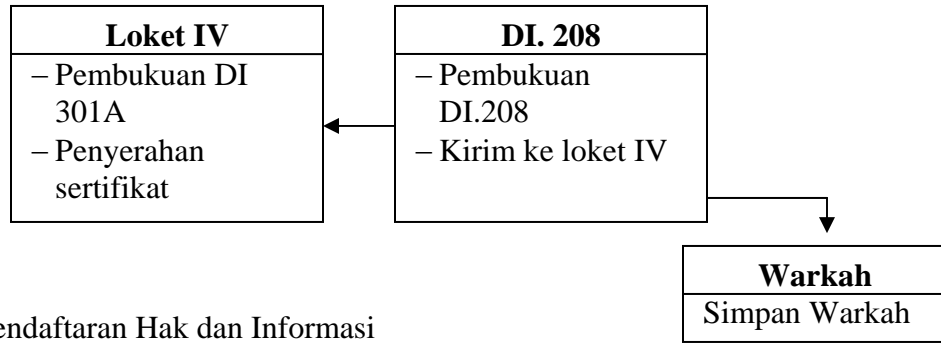 Loket IV
– Pembukuan DI
301A
– Penyerahan
sertifikat
DI. 208
– Pembukuan
DI.208
– Kirim ke loket IV
Warkah
Simpan Warkah
endaftaran Hak dan Informasi